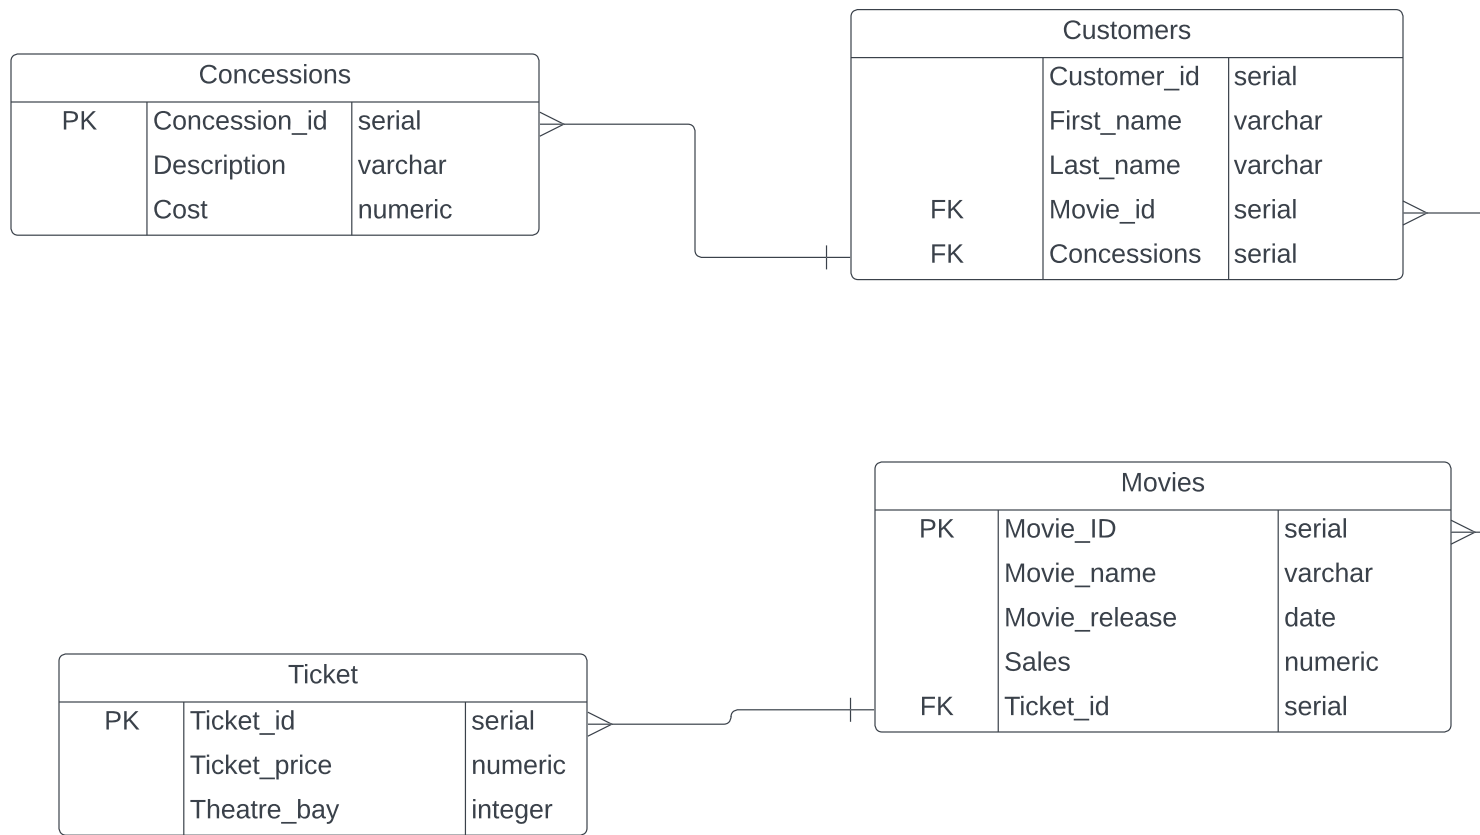 Concessions
PK Concession_id serial
Description varchar
Cost numeric
Customers
Customer_id serial
First_name varchar
Last_name varchar
FK Movie_id serial
FK Concessions serial
Movies
PK Movie_ID serial
Movie_name varchar
Movie_release date
Sales numeric
FK Ticket_id serial
Ticket
PK Ticket_id serial
Ticket_price numeric
Theatre_bay integer